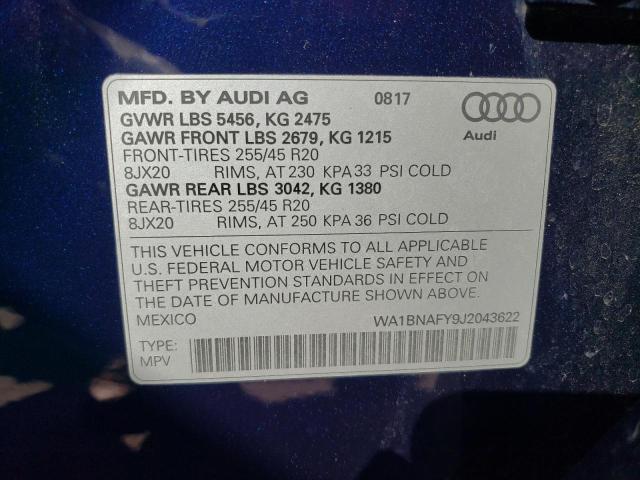 MFD. BY AUDI AG 0817
GVWR LBS 5456, KG 2475
GAWR FRONT LBS 2679, KG 1215
FRONT-TIRES 255/45 R20
8JX20 RIMS, AT 230 KPA 33 PSI COLD
GAWR REAR LBS 3042, KG 1380
REAR-TIRES 255/45 R20
8JX20 RIMS, AT 250 KPA 36 PSI COLD
Audi
THIS VEHICLE CONFORMS TO ALL APPLICABLE
U.S. FEDERAL MOTOR VEHICLE SAFETY AND
THEFT PREVENTION STANDARDS IN EFFECT ON
THE DATE OF MANUFACTURE SHOWN ABOVE.
MEXICO WA1BNAFY9J2043622
TYPE:
MPV